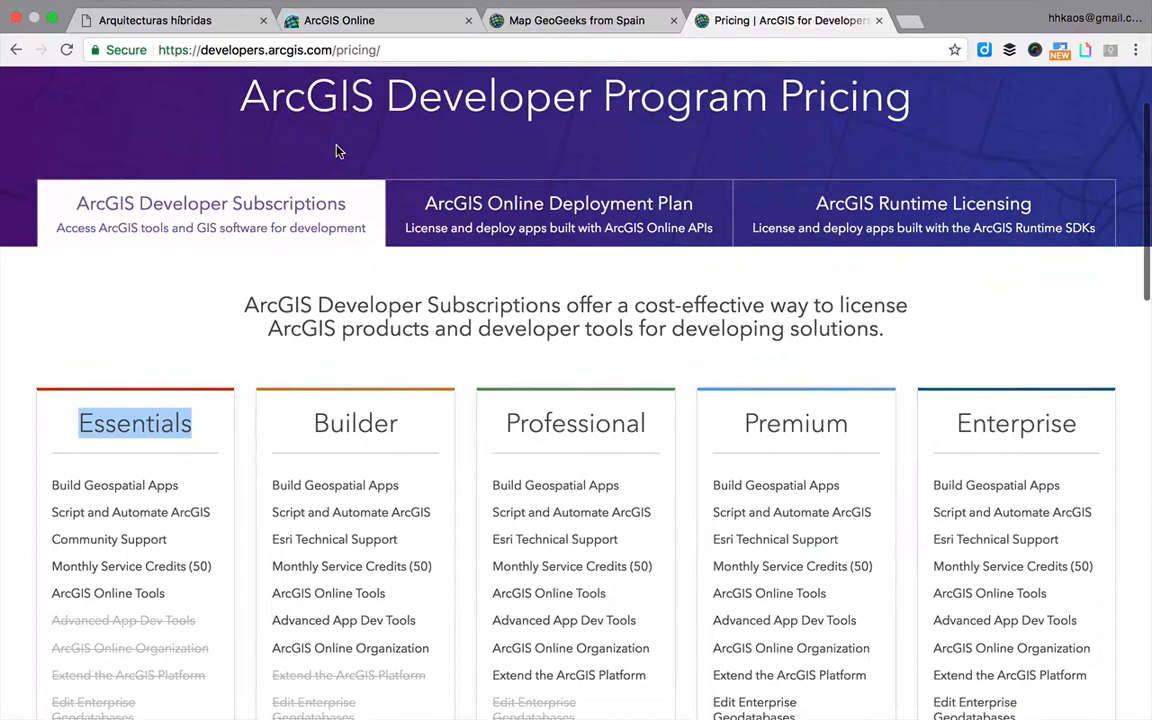 Arquitecturas híbridas
ArcGIS Online
Map GeoGeeks from Spain
Pricing | ArcGIS for Developers
hhkaos@gmail.c...
Secure
https://developers.arcgis.com/pricing/
NEW
ArcGIS Developer Program Pricing
ArcGIS Developer Subscriptions
Access ArcGIS tools and GIS software for development
ArcGIS Online Deployment Plan
License and deploy apps built with ArcGIS Online APIs
ArcGIS Runtime Licensing
License and deploy apps built with the ArcGIS Runtime SDKs
ArcGIS Developer Subscriptions offer a cost-effective way to license
ArcGIS products and developer tools for developing solutions.
Essentials
Build Geospatial Apps
Script and Automate ArcGIS
Community Support
Monthly Service Credits (50)
ArcGIS Online Tools
Advanced App Dev Tools
ArcGIS Online Organization
Extend the ArcGIS Platform
Edit Enterprise
Geodatabases
Builder
Build Geospatial Apps
Script and Automate ArcGIS
Esri Technical Support
Monthly Service Credits (50)
ArcGIS Online Tools
Advanced App Dev Tools
ArcGIS Online Organization
Extend the ArcGIS Platform
Edit Enterprise
Geodatabases
Professional
Build Geospatial Apps
Script and Automate ArcGIS
Esri Technical Support
Monthly Service Credits (50)
ArcGIS Online Tools
Advanced App Dev Tools
ArcGIS Online Organization
Extend the ArcGIS Platform
Edit Enterprise
Geodatabases
Premium
Build Geospatial Apps
Script and Automate ArcGIS
Esri Technical Support
Monthly Service Credits (50)
ArcGIS Online Tools
Advanced App Dev Tools
ArcGIS Online Organization
Extend the ArcGIS Platform
Edit Enterprise
Geodatabases
Enterprise
Build Geospatial Apps
Script and Automate ArcGIS
Esri Technical Support
Monthly Service Credits (50)
ArcGIS Online Tools
Advanced App Dev Tools
ArcGIS Online Organization
Extend the ArcGIS Platform
Edit Enterprise
Geodatabases